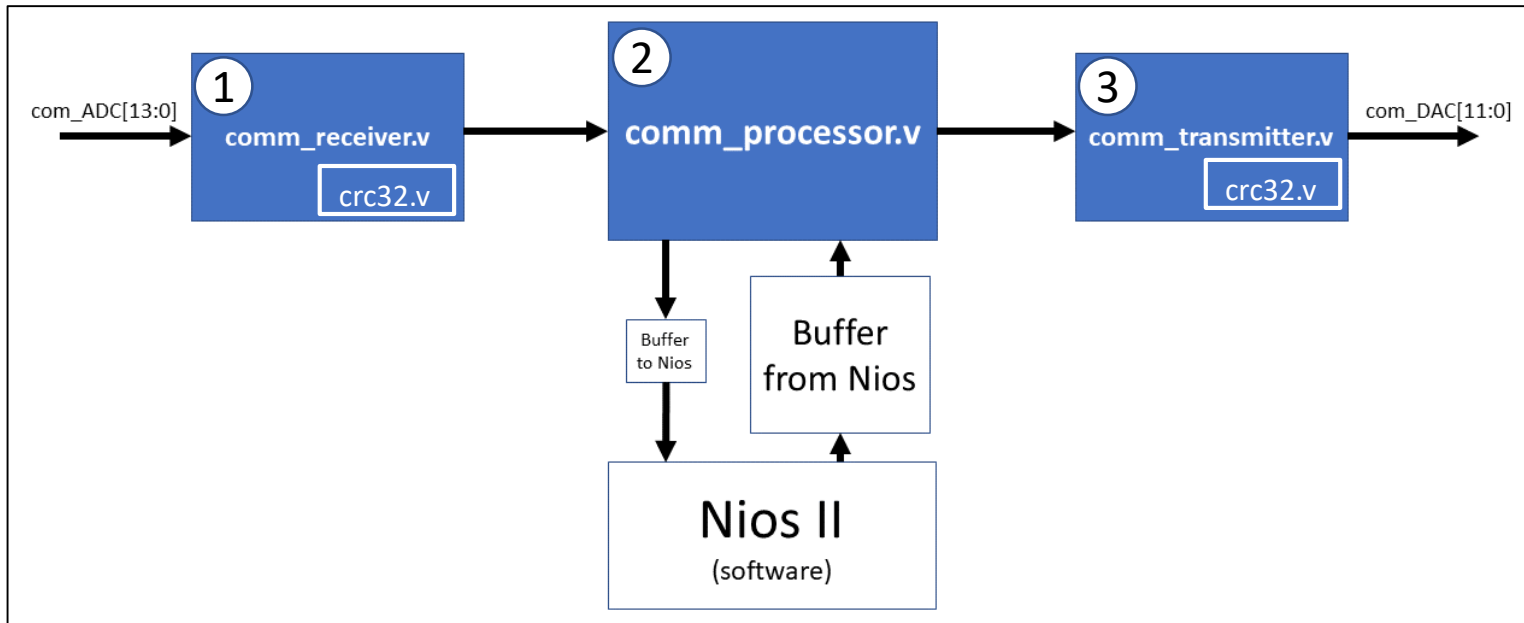 com_ADC[13:0]
1
comm_receiver.v
crc32.v
2
comm_processor.v
3
comm_transmitter.v
crc32.v
com_DAC[11:0]
Buffer
to Nios
Buffer
from Nios
Nios II
(software)